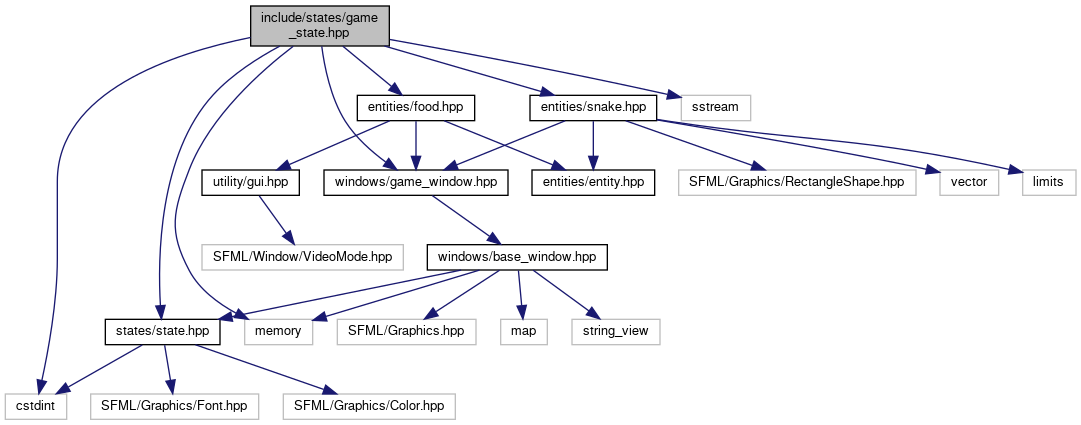 include/states/game
_state.hpp
entities/food.hpp
entities/snake.hpp
sstream
utility/gui.hpp
windows/game_window.hpp
entities/entity.hpp
SFML/Graphics/RectangleShape.hpp
vector
limits
SFML/Window/VideoMode.hpp
windows/base_window.hpp
states/state.hpp
memory
SFML/Graphics.hpp
map
string_view
cstdint
SFML/Graphics/Font.hpp
SFML/Graphics/Color.hpp